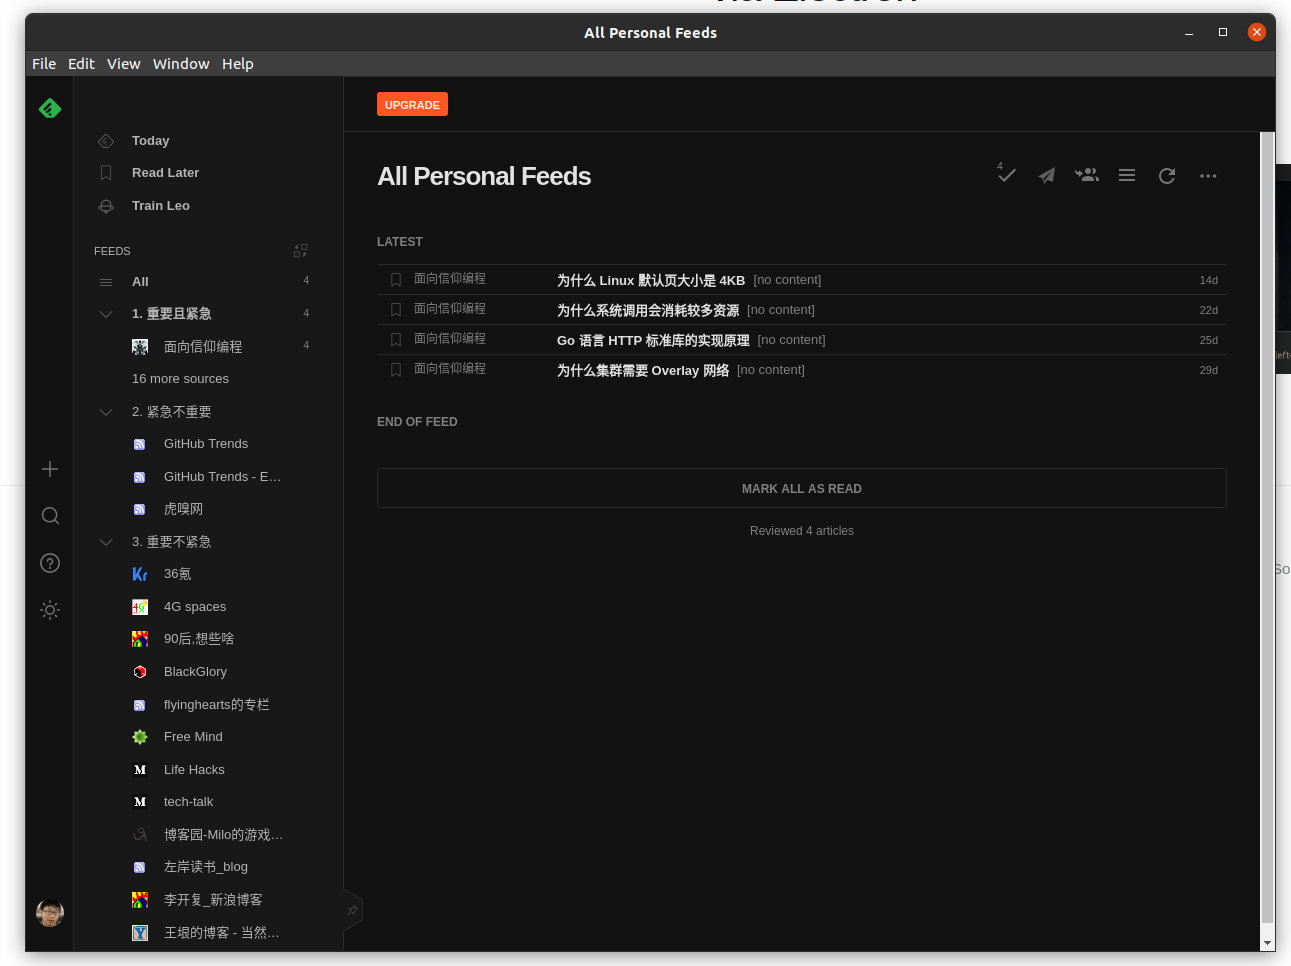 All Personal Feeds
File Edit View Window Help
UPGRADE
Today
Read Later
Train Leo
FEEDS
All 4
1. 重要且紧急 4
面向信仰编程 4
16 more sources
2. 紧急不重要
GitHub Trends
GitHub Trends - E…
虎嗅网
3. 重要不紧急
36氪
4G spaces
90后,想些啥
BlackGlory
flyinghearts的专栏
Free Mind
Life Hacks
tech-talk
博客园-Milo的游戏…
左岸读书_blog
李开复_新浪博客
王垠的博客 - 当然…
All Personal Feeds
4
LATEST
面向信仰编程 为什么 Linux 默认页大小是 4KB [no content] 14d
面向信仰编程 为什么系统调用会消耗较多资源 [no content] 22d
面向信仰编程 Go 语言 HTTP 标准库的实现原理 [no content] 25d
面向信仰编程 为什么集群需要 Overlay 网络 [no content] 29d
END OF FEED
MARK ALL AS READ
Reviewed 4 articles
left-
So